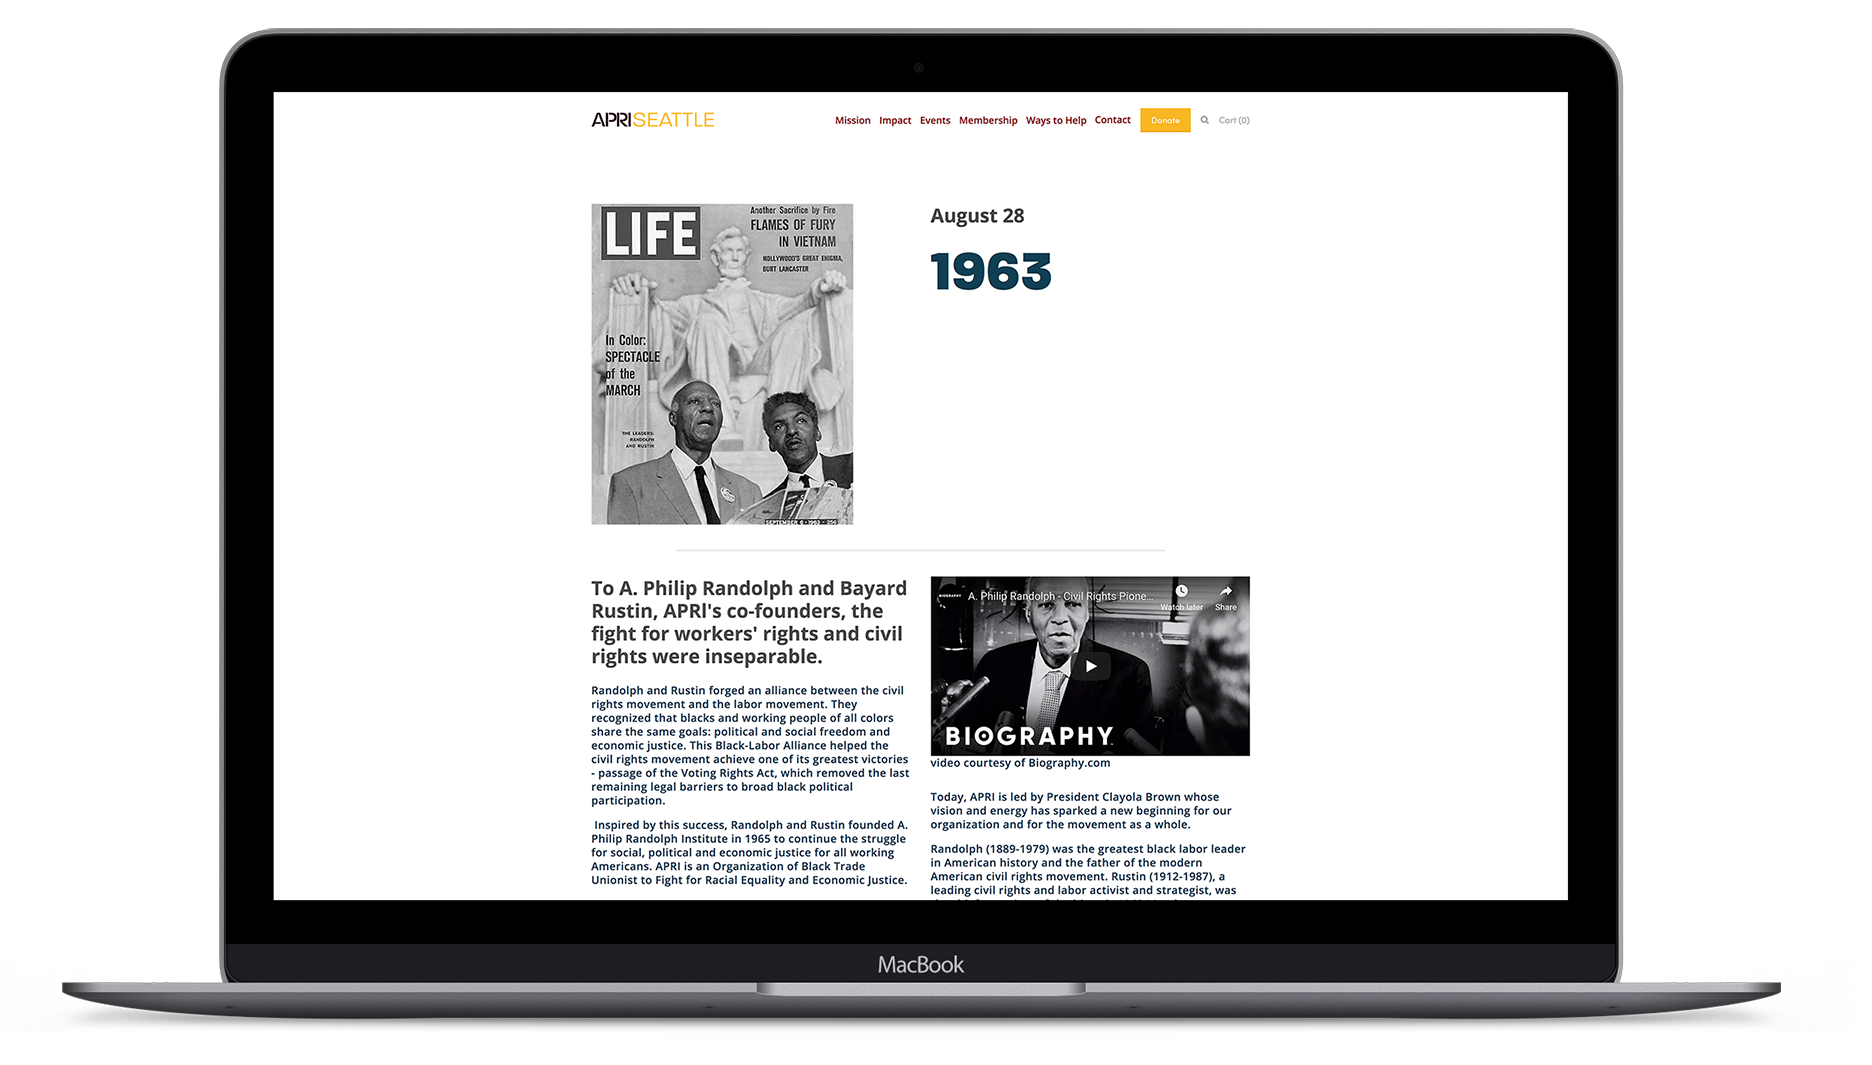 APRISEATTLE
Mission Impact Events Membership Ways to Help Contact Donate Cart (0)
LIFE
Another Sacrifice by Fire
FLAMES OF FURY
IN VIETNAM
HOLLYWOOD'S GREAT ENIGMA,
BURT LANCASTER
In Color:
SPECTACLE
of the
MARCH
THE LEADERS:
RANDOLPH
AND RUSTIN
SEPTEMBER 6 · 1963 · 25¢
August 28
1963
To A. Philip Randolph and Bayard
Rustin, APRI's co-founders, the
fight for workers' rights and civil
rights were inseparable.
Randolph and Rustin forged an alliance between the civil
rights movement and the labor movement. They
recognized that blacks and working people of all colors
share the same goals: political and social freedom and
economic justice. This Black-Labor Alliance helped the
civil rights movement achieve one of its greatest victories
- passage of the Voting Rights Act, which removed the last
remaining legal barriers to broad black political
participation.
Inspired by this success, Randolph and Rustin founded A.
Philip Randolph Institute in 1965 to continue the struggle
for social, political and economic justice for all working
Americans. APRI is an Organization of Black Trade
Unionist to Fight for Racial Equality and Economic Justice.
BIOGRAPHY
A. Philip Randolph - Civil Rights Pione...
Watch later Share
BIOGRAPHY
video courtesy of Biography.com
Today, APRI is led by President Clayola Brown whose
vision and energy has sparked a new beginning for our
organization and for the movement as a whole.
Randolph (1889-1979) was the greatest black labor leader
in American history and the father of the modern
American civil rights movement. Rustin (1912-1987), a
leading civil rights and labor activist and strategist, was
MacBook